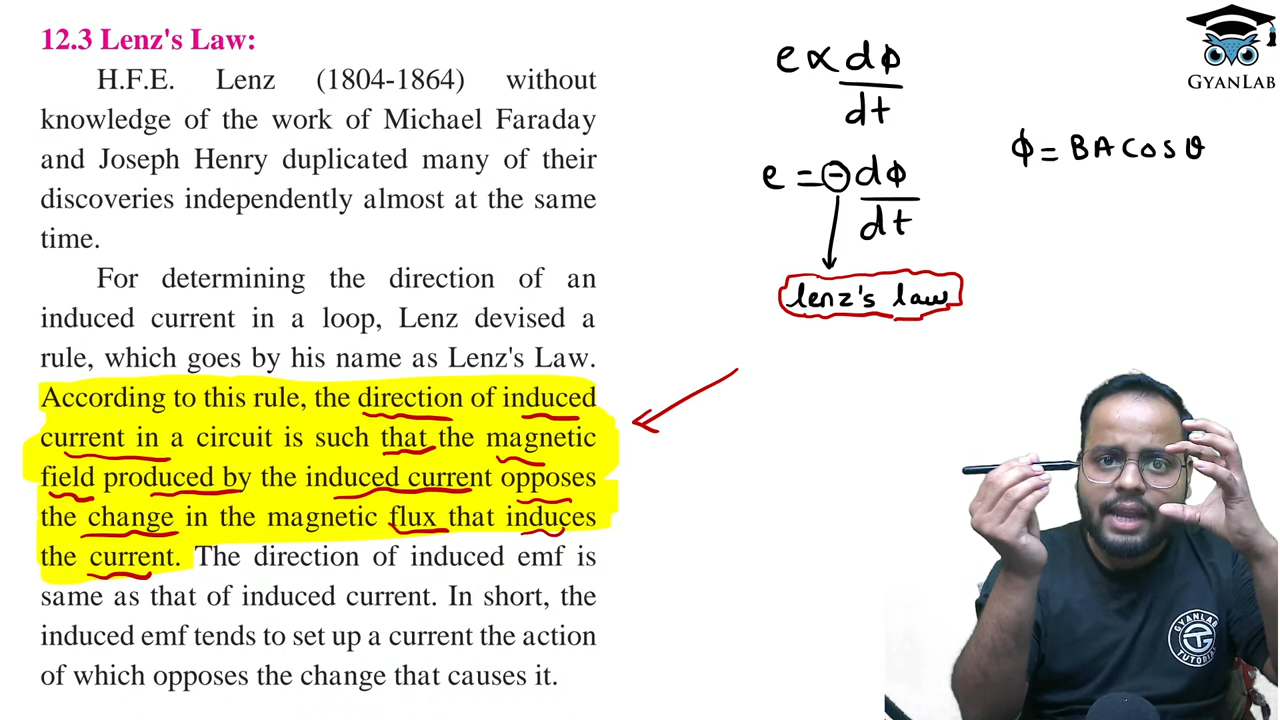 12.3 Lenz's Law:
H.F.E. Lenz (1804-1864) without
knowledge of the work of Michael Faraday
and Joseph Henry duplicated many of their
discoveries independently almost at the same
time.
For determining the direction of an
induced current in a loop, Lenz devised a
rule, which goes by his name as Lenz's Law.
According to this rule, the direction of induced
current in a circuit is such that the magnetic
field produced by the induced current opposes
the change in the magnetic flux that induces
the current. The direction of induced emf is
same as that of induced current. In short, the
induced emf tends to set up a current the action
of which opposes the change that causes it.
e ∝ dϕ
dt
e = - dϕ
dt
lenz's law
ϕ = BA cos θ
GYANLAB
GYANLAB
TUTORIAL